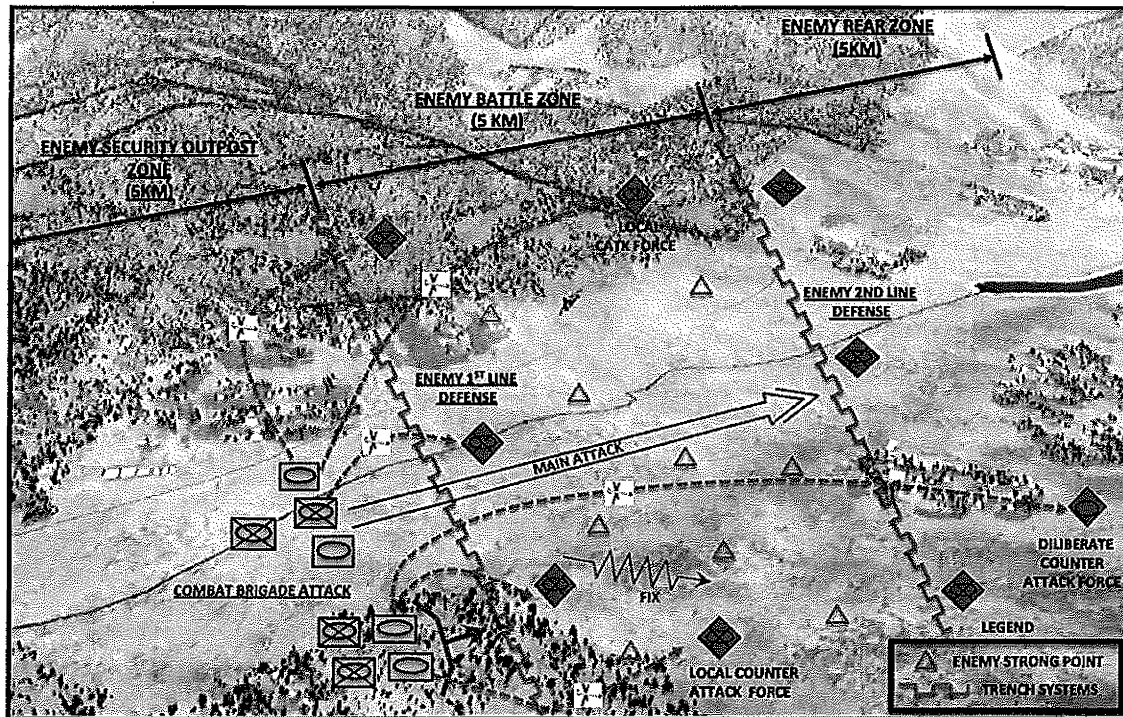 ENEMY REAR ZONE
(5KM)
ENEMY BATTLE ZONE
(5 KM)
ENEMY SECURITY OUTPOST
ZONE
(5KM)
LOCAL
CATK FORCE
ENEMY 2ND LINE
DEFENSE
ENEMY 1ST LINE
DEFENSE
MAIN ATTACK
COMBAT BRIGADE ATTACK
FIX
DILIBERATE
COUNTER
ATTACK FORCE
LOCAL COUNTER
ATTACK FORCE
LEGEND
ENEMY STRONG POINT
TRENCH SYSTEMS